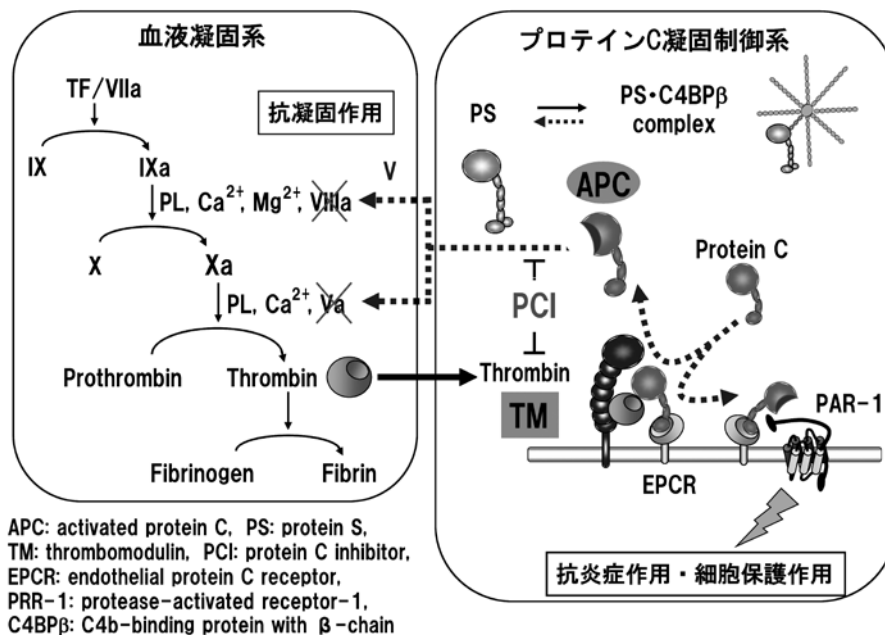 血液凝固系
TF/VIIa
抗凝固作用
IX
IXa
PL, Ca2+, Mg2+, VIIIa
X
Xa
PL, Ca2+, Va
Prothrombin
Thrombin
Fibrinogen
Fibrin
V
プロテインC凝固制御系
PS
PS・C4BPβ
complex
APC
Protein C
PCI
Thrombin
TM
PAR-1
EPCR
抗炎症作用・細胞保護作用
APC: activated protein C, PS: protein S,
TM: thrombomodulin, PCI: protein C inhibitor,
EPCR: endothelial protein C receptor,
PRR-1: protease-activated receptor-1,
C4BPβ: C4b-binding protein with β-chain